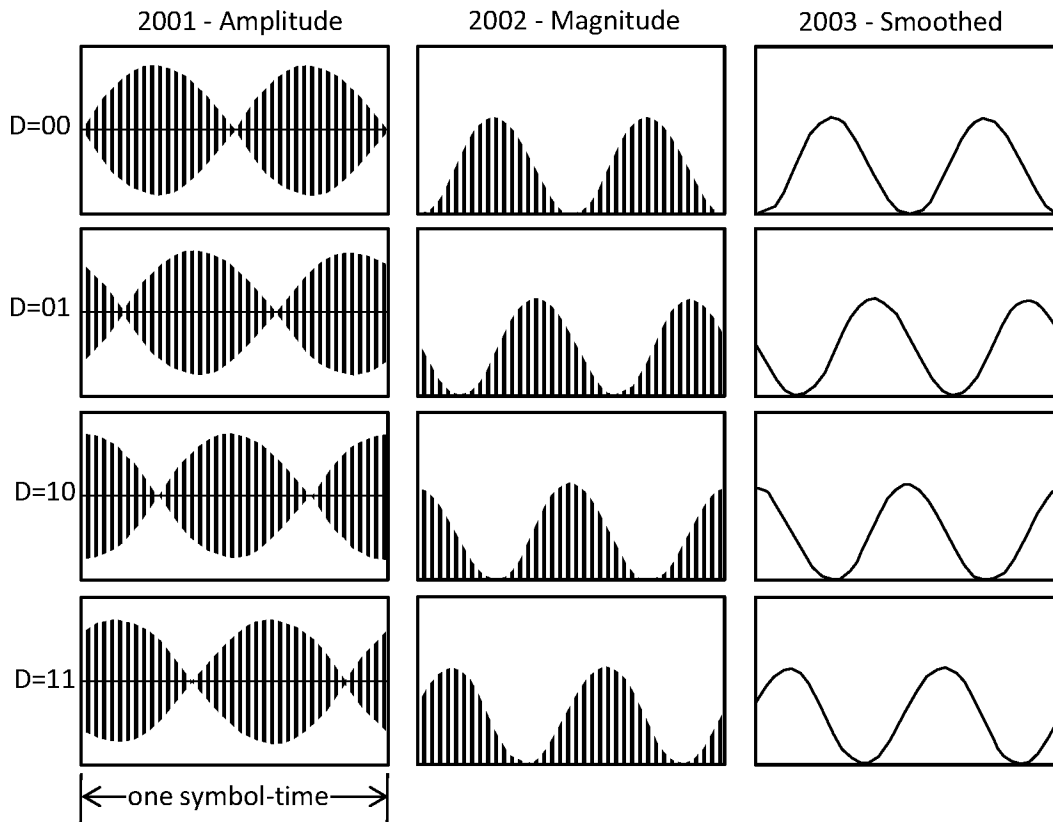 2001 - Amplitude
2002 - Magnitude
2003 - Smoothed
D=00
D=01
D=10
D=11
one symbol-time